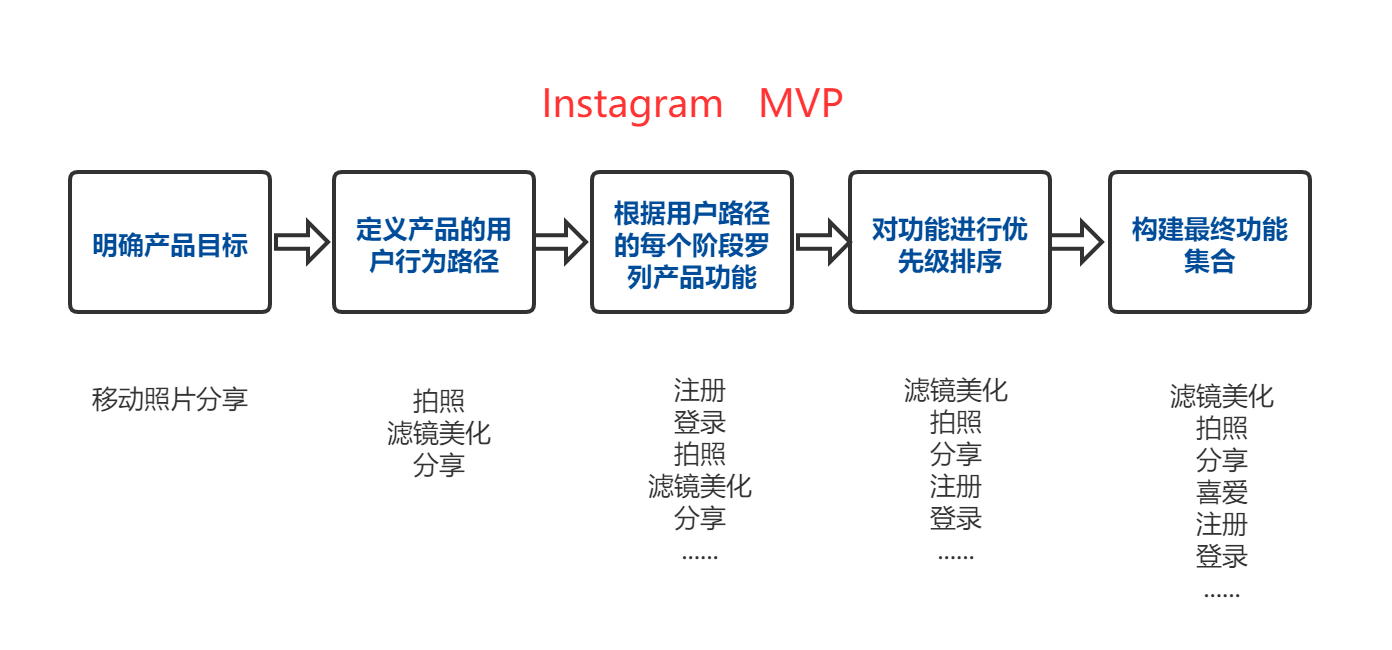 Instagram MVP
明确产品目标
定义产品的用
户行为路径
根据用户路径
的每个阶段罗
列产品功能
对功能进行优
先级排序
构建最终功能
集合
移动照片分享
拍照
滤镜美化
分享
注册
登录
拍照
滤镜美化
分享
......
滤镜美化
拍照
分享
注册
登录
......
滤镜美化
拍照
分享
喜爱
注册
登录
......